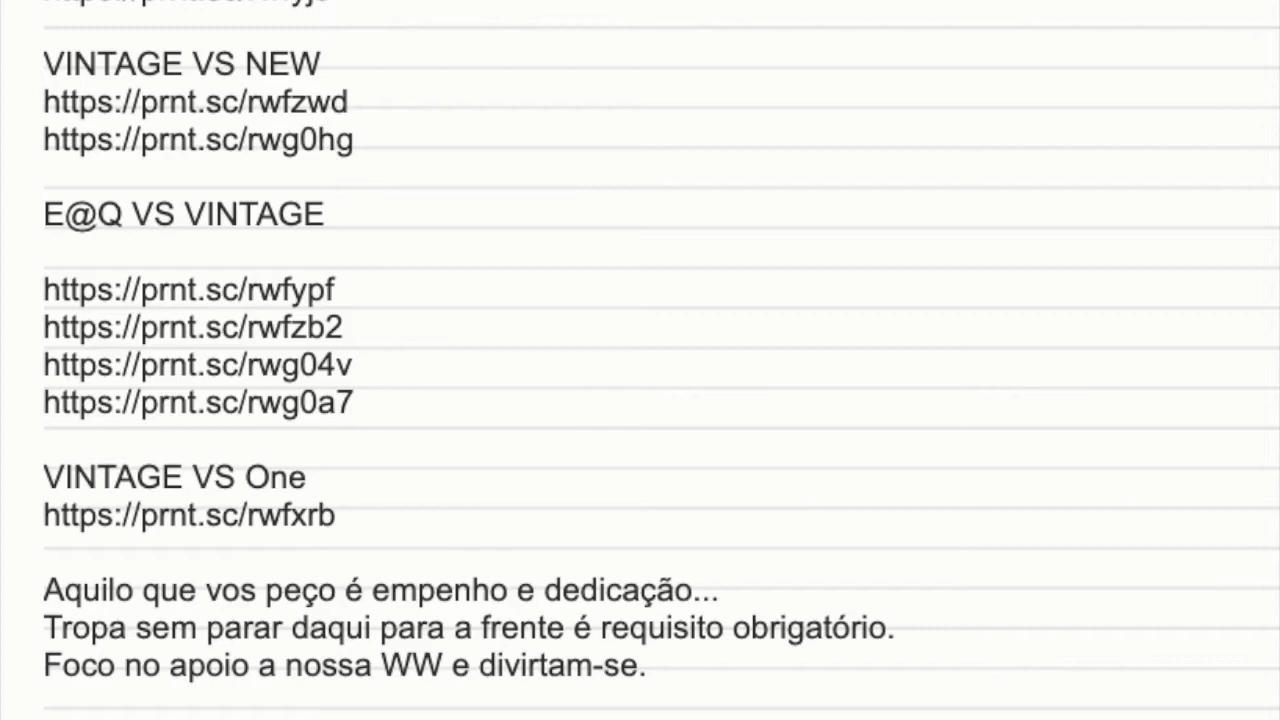 VINTAGE VS NEW
https://prnt.sc/rwfzwd
https://prnt.sc/rwg0hg
E@Q VS VINTAGE
https://prnt.sc/rwfypf
https://prnt.sc/rwfzb2
https://prnt.sc/rwg04v
https://prnt.sc/rwg0a7
VINTAGE VS One
https://prnt.sc/rwfxrb
Aquilo que vos peço é empenho e dedicação...
Tropa sem parar daqui para a frente é requisito obrigatório.
Foco no apoio a nossa WW e divirtam-se.